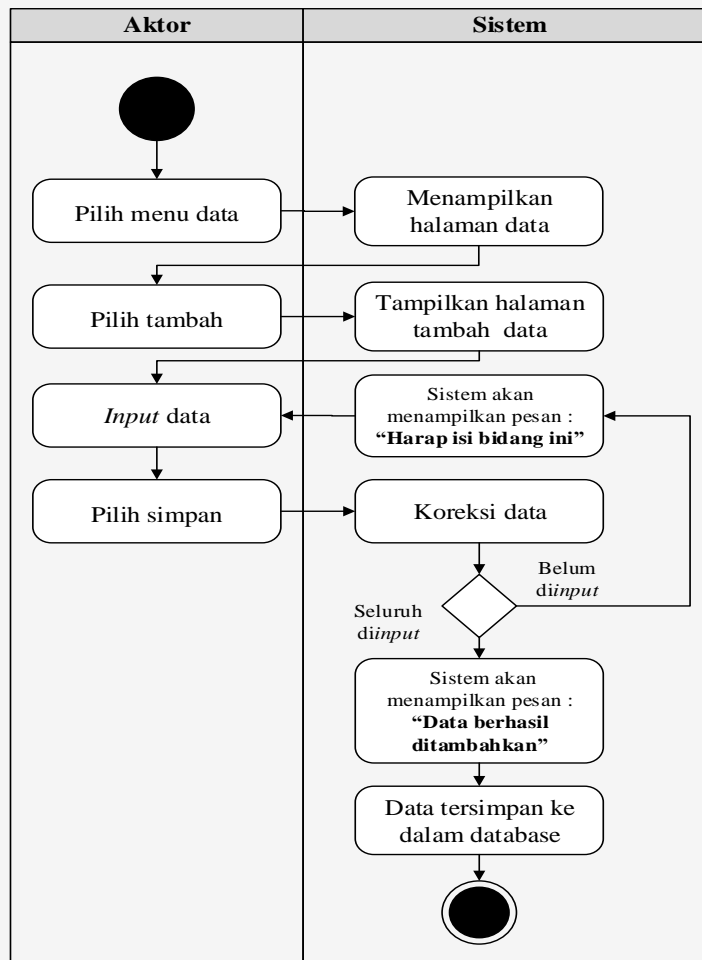 Aktor
Sistem
Pilih menu data
Menampilkan
halaman data
Pilih tambah
Tampilkan halaman
tambah data
Input data
Sistem akan
menampilkan pesan :
“Harap isi bidang ini”
Pilih simpan
Koreksi data
Belum
diinput
Seluruh
diinput
Sistem akan
menampilkan pesan :
“Data berhasil
ditambahkan”
Data tersimpan ke
dalam database